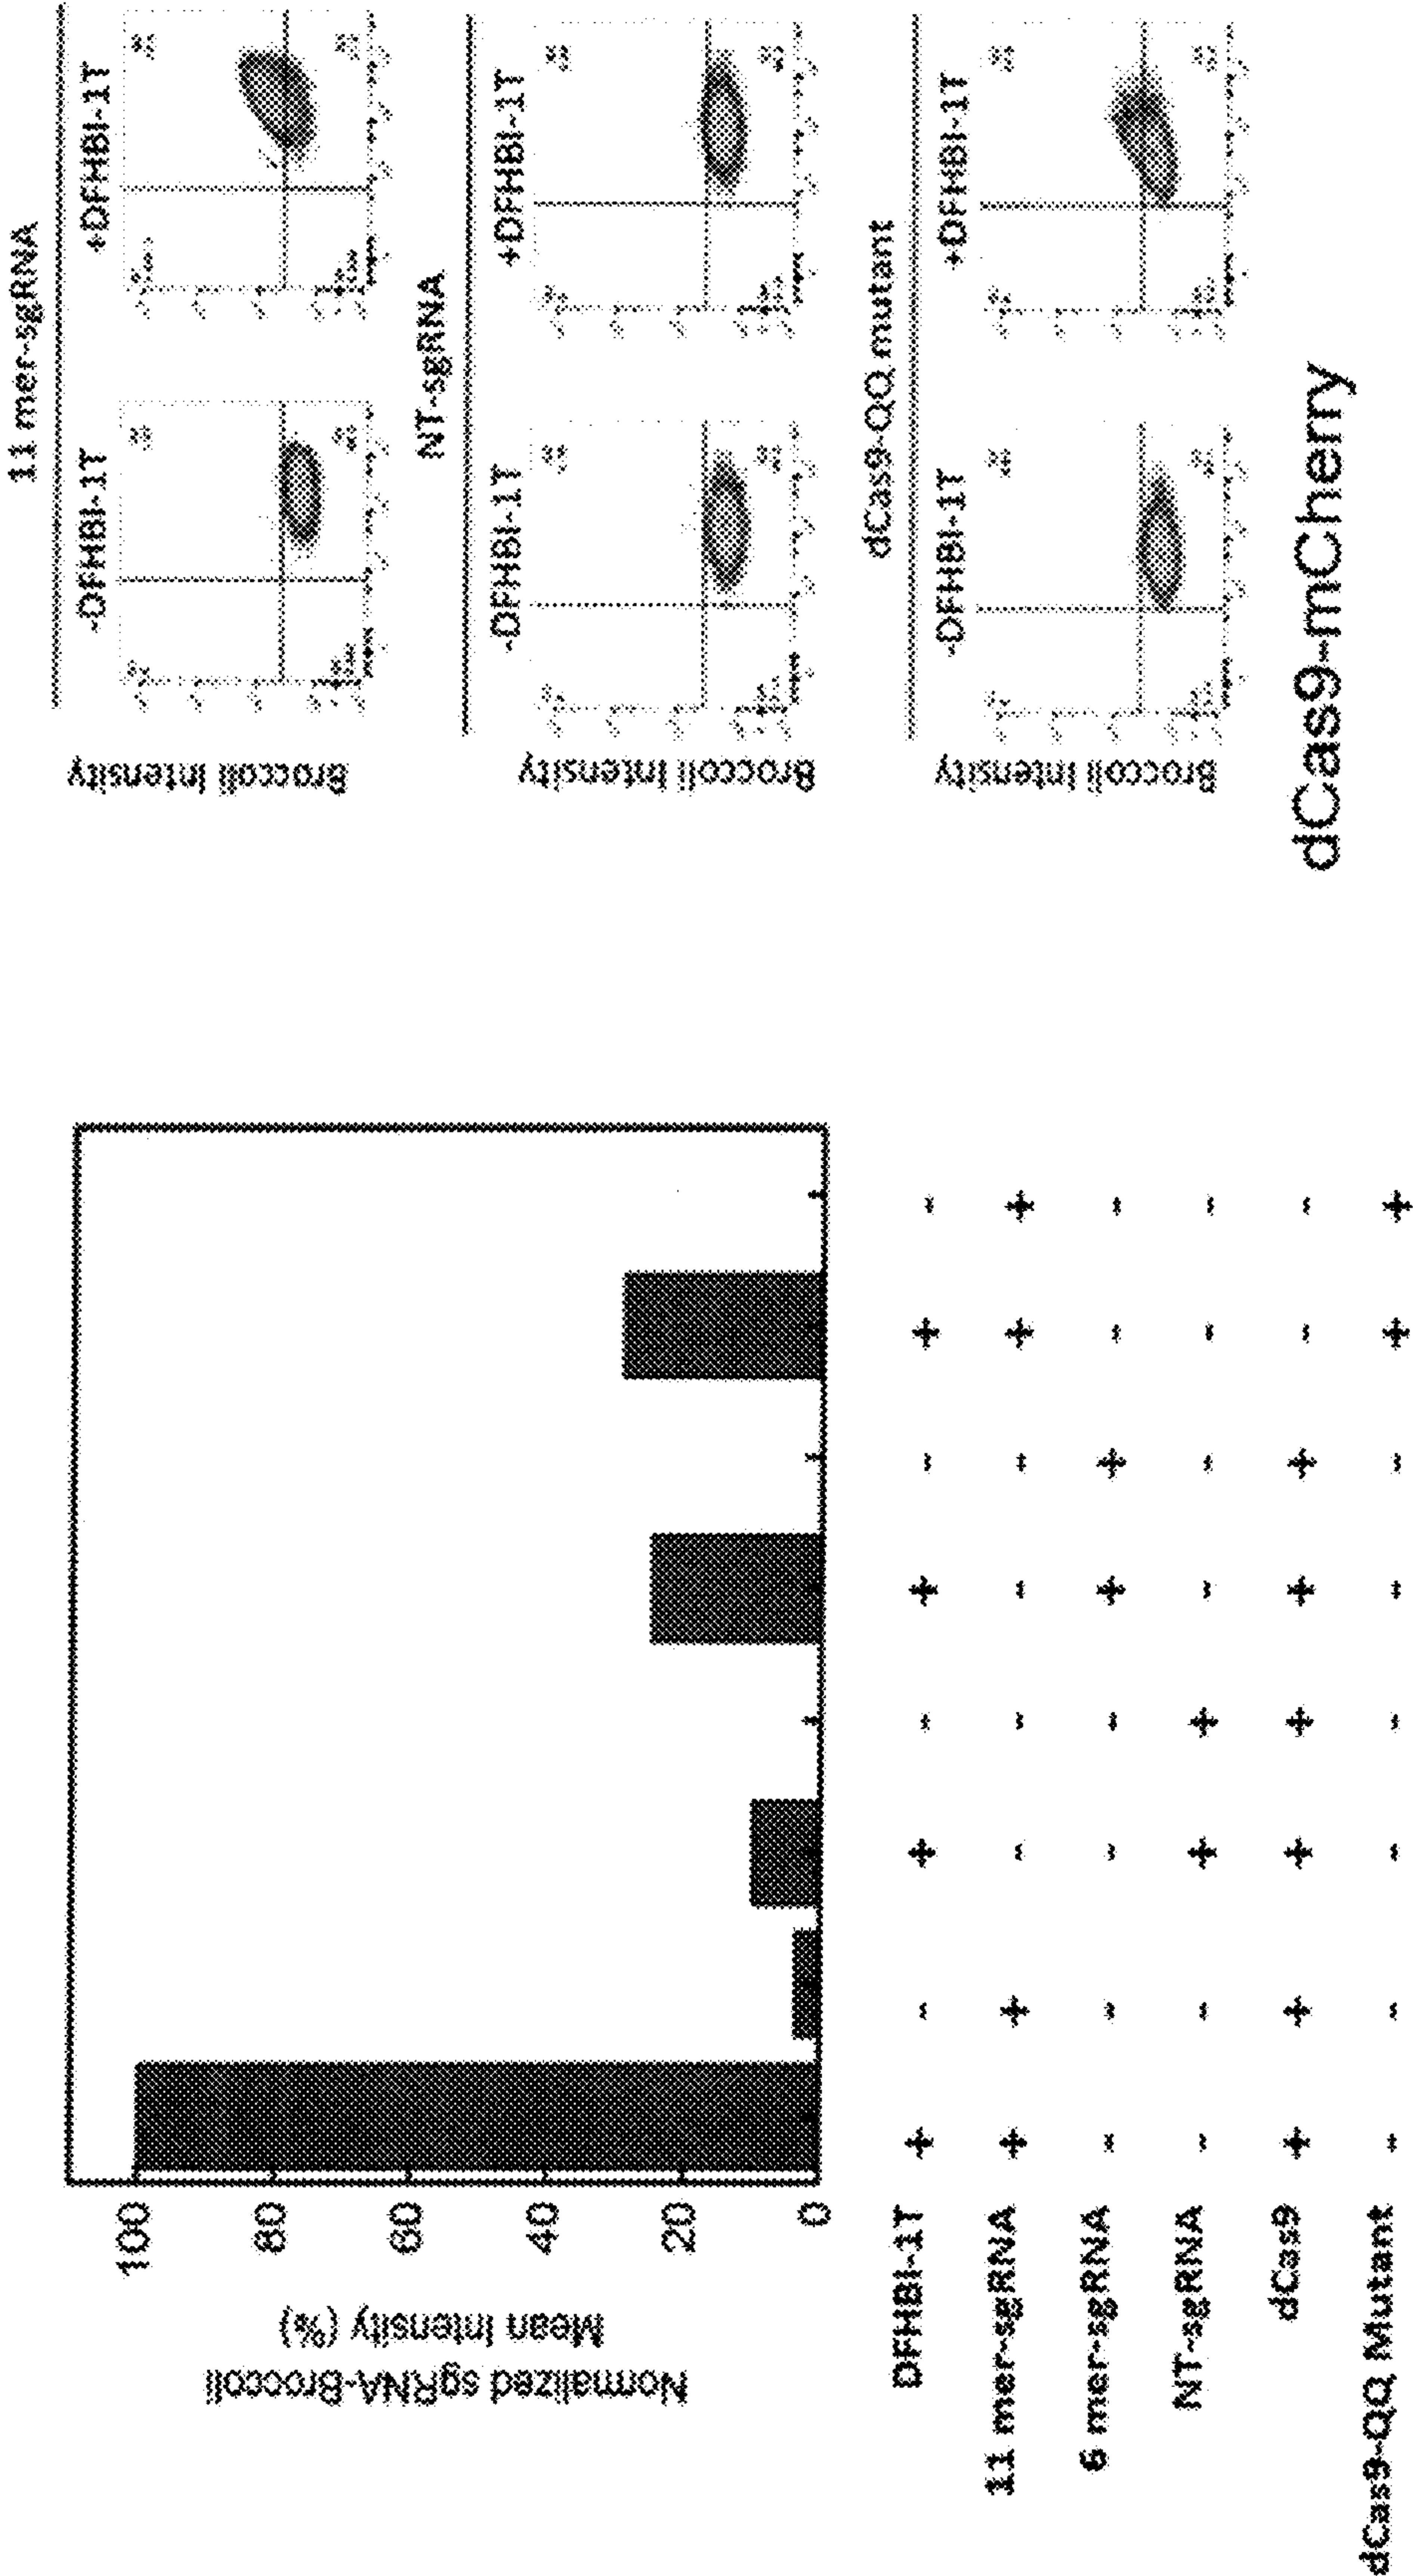 Normalized sgRNA-Broccoli
Mean Intensity (%)
100
80
60
40
20
0
DFHBI-1T + - + - + - + -
11 mer-sgRNA + + - - - - + +
6 mer-sgRNA - - - - + + - -
NT-sgRNA - - + + - - - -
dCas9 + + + + + + - -
dCas9-QQ Mutant - - - - - - + +
11 mer-sgRNA
-DFHBI-1T +DFHBI-1T
Broccoli Intensity
NT-sgRNA
-DFHBI-1T +DFHBI-1T
Broccoli Intensity
dCas9-QQ mutant
-DFHBI-1T +DFHBI-1T
Broccoli Intensity
dCas9-mCherry